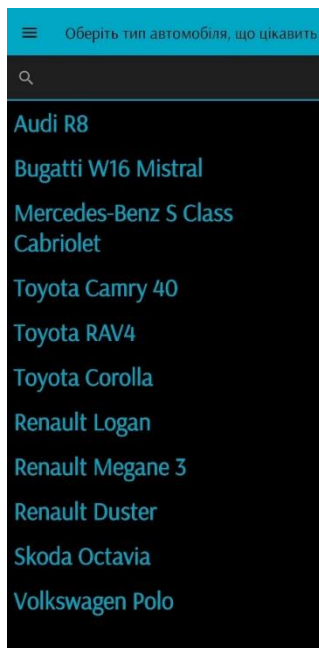 Оберіть тип автомобіля, що цікавить
Audi R8
Bugatti W16 Mistral
Mercedes-Benz S Class
Cabriolet
Toyota Camry 40
Toyota RAV4
Toyota Corolla
Renault Logan
Renault Megane 3
Renault Duster
Skoda Octavia
Volkswagen Polo